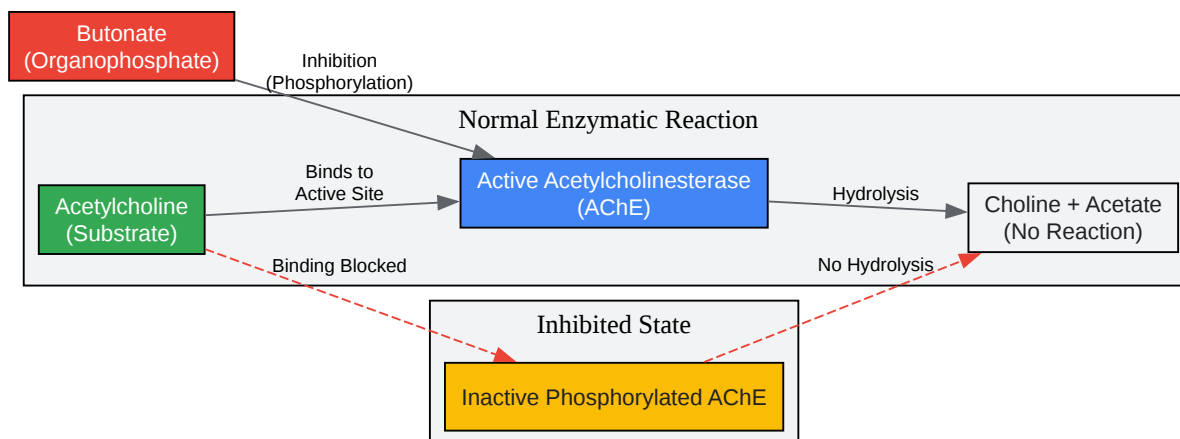 Butonate
(Organophosphate)
Inhibition
(Phosphorylation)
Normal Enzymatic Reaction
Acetylcholine
(Substrate)
Binds to
Active Site
Active Acetylcholinesterase
(AChE)
Hydrolysis
Choline + Acetate
(No Reaction)
Binding Blocked
No Hydrolysis
Inhibited State
Inactive Phosphorylated AChE